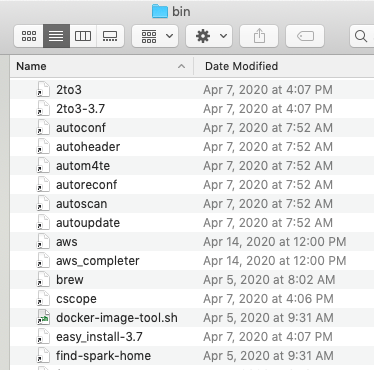 bin
Name Date Modified
2to3 Apr 7, 2020 at 4:07 PM
2to3-3.7 Apr 7, 2020 at 4:07 PM
autoconf Apr 7, 2020 at 7:52 AM
autoheader Apr 7, 2020 at 7:52 AM
autom4te Apr 7, 2020 at 7:52 AM
autoreconf Apr 7, 2020 at 7:52 AM
autoscan Apr 7, 2020 at 7:52 AM
autoupdate Apr 7, 2020 at 7:52 AM
aws Apr 14, 2020 at 12:00 PM
aws_completer Apr 14, 2020 at 12:00 PM
brew Apr 5, 2020 at 8:02 AM
cscope Apr 7, 2020 at 4:06 PM
docker-image-tool.sh Apr 5, 2020 at 9:31 AM
easy_install-3.7 Apr 7, 2020 at 4:07 PM
find-spark-home Apr 5, 2020 at 9:31 AM